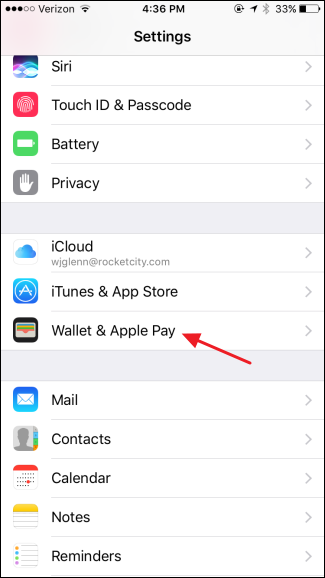 Verizon 4:36 PM 33%
Settings
Siri
Touch ID & Passcode
Battery
Privacy
iCloud
wjglenn@rocketcity.com
iTunes & App Store
Wallet & Apple Pay
Mail
Contacts
Calendar
Notes
Reminders